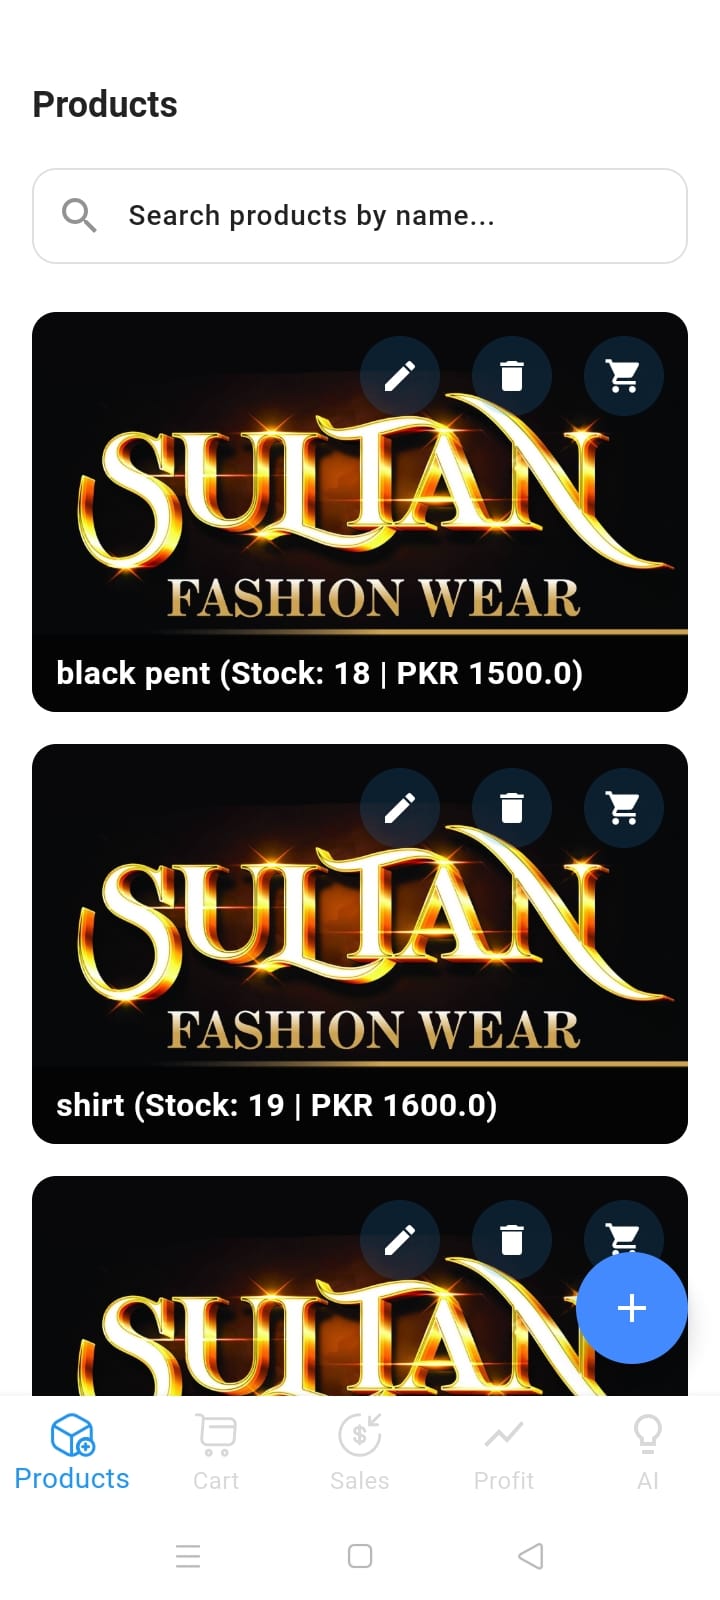 Products
Search products by name...
SULTAN
FASHION WEAR
black pent (Stock: 18 | PKR 1500.0)
SULTAN
FASHION WEAR
shirt (Stock: 19 | PKR 1600.0)
SULTAN
Products
Cart
Sales
Profit
AI